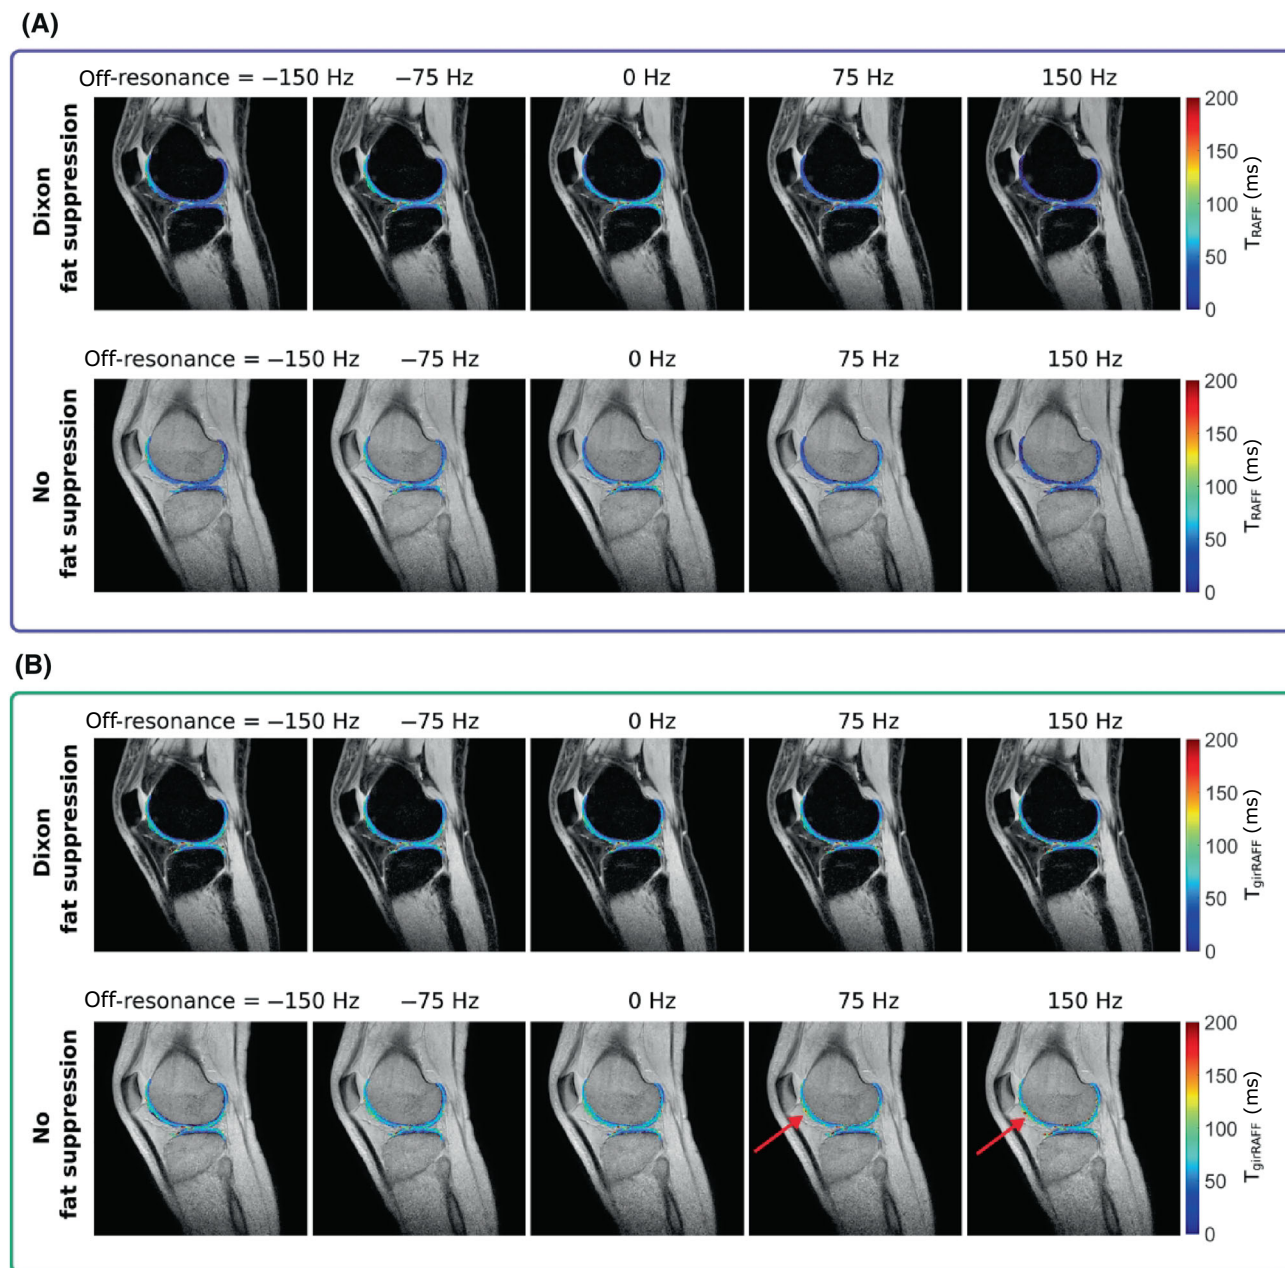 (A)
Off-resonance = −150 Hz −75 Hz 0 Hz 75 Hz 150 Hz
Dixon
fat suppression
200
150
100
50
0
T_RAFF (ms)
Off-resonance = −150 Hz −75 Hz 0 Hz 75 Hz 150 Hz
No
fat suppression
200
150
100
50
0
T_RAFF (ms)
(B)
Off-resonance = −150 Hz −75 Hz 0 Hz 75 Hz 150 Hz
Dixon
fat suppression
200
150
100
50
0
T_girRAFF (ms)
Off-resonance = −150 Hz −75 Hz 0 Hz 75 Hz 150 Hz
No
fat suppression
200
150
100
50
0
T_girRAFF (ms)